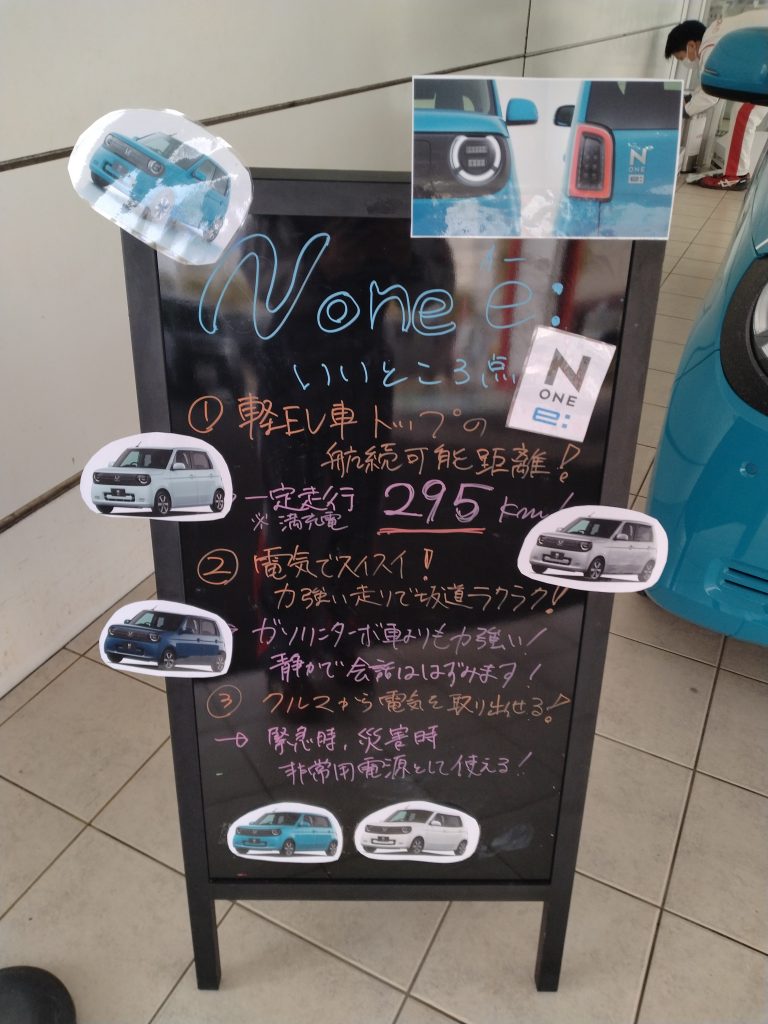 N
ONE
e:
イー
N one e:
いいとこ3点
N
ONE
e:
① 軽EV車トップの
航続可能距離!
→ 一定走行 295 km!
※ 満充電
② 電気でスイスイ!
力強い走りで坂道ラクラク!
→ ガソリンターボ車よりも力強い!
静かで会話ははずみます!
③ クルマから電気を取り出せる!
→ 緊急時,災害時
非常用電源として使える!